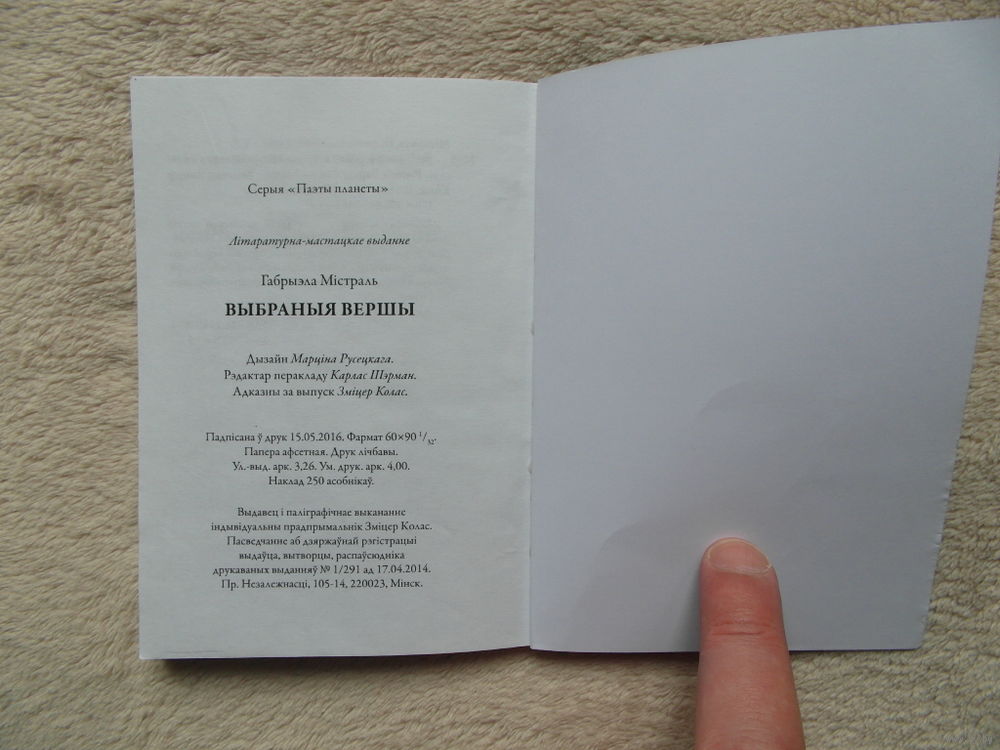 Серыя «Паэты планеты»
Літаратурна-мастацкае выданне
Габрыэла Містраль
ВЫБРАНЫЯ ВЕРШЫ
Дызайн Марціна Русецкага.
Рэдактар перакладу Карлас Шэрман.
Адказны за выпуск Зміцер Колас.
Падпісана ў друк 15.05.2016. Фармат 60×90 1/32.
Папера афсетная. Друк лічбавы.
Ул.-выд. арк. 3,26. Ум. друк. арк. 4,00.
Наклад 250 асобнікаў.
Выдавец і паліграфічнае выкананне
індывідуальны прадпрымальнік Зміцер Колас.
Пасведчанне аб дзяржаўнай рэгістрацыі
выдаўца, вытворцы, распаўсюдніка
друкаваных выданняў № 1/291 ад 17.04.2014.
Пр. Незалежнасці, 105-14, 220023, Мінск.